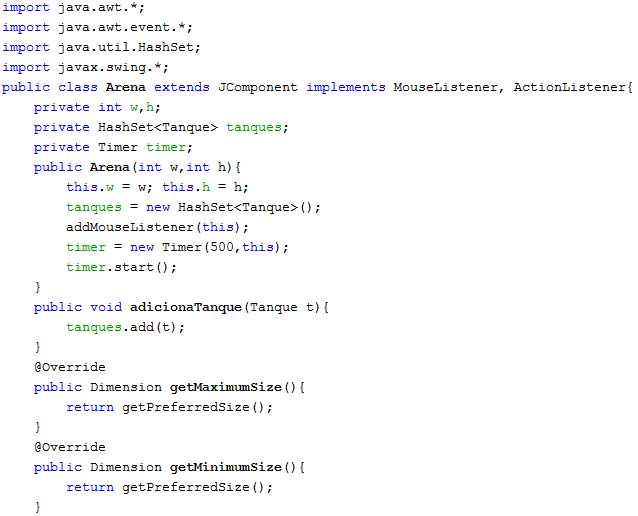 import java.awt.*;
import java.awt.event.*;
import java.util.HashSet;
import javax.swing.*;
public class Arena extends JComponent implements MouseListener, ActionListener{
    private int w,h;
    private HashSet<Tanque> tanques;
    private Timer timer;
    public Arena(int w,int h){
        this.w = w; this.h = h;
        tanques = new HashSet<Tanque>();
        addMouseListener(this);
        timer = new Timer(500,this);
        timer.start();
    }
    public void adicionaTanque(Tanque t){
        tanques.add(t);
    }
    @Override
    public Dimension getMaximumSize(){
        return getPreferredSize();
    }
    @Override
    public Dimension getMinimumSize(){
        return getPreferredSize();
    }